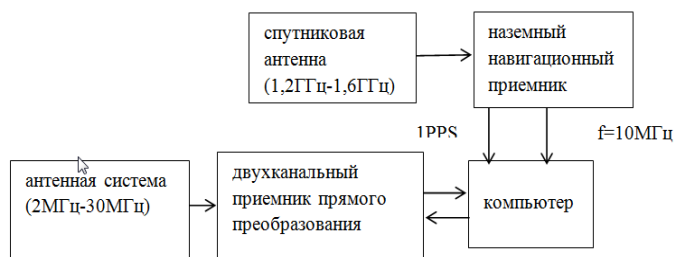 спутниковая
антенна
(1,2ГГц-1,6ГГц)
наземный
навигационный
приемник
1PPS
f=10МГц
антенная система
(2МГц-30МГц)
двухканальный
приемник прямого
преобразования
компьютер